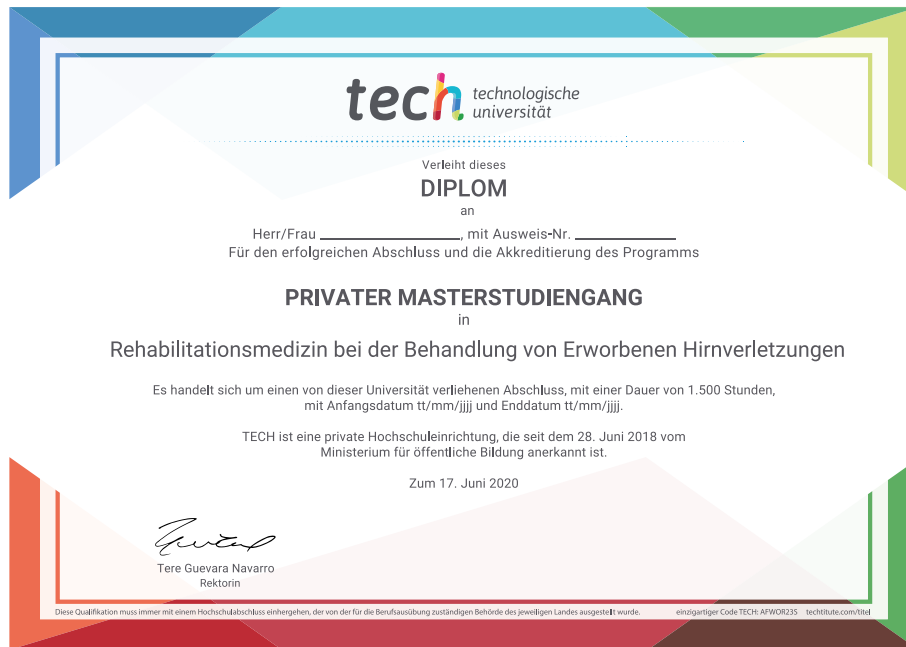 tech technologische
universität
Verleiht dieses
DIPLOM
an
Herr/Frau ____________________, mit Ausweis-Nr. ______________
Für den erfolgreichen Abschluss und die Akkreditierung des Programms
PRIVATER MASTERSTUDIENGANG
in
Rehabilitationsmedizin bei der Behandlung von Erworbenen Hirnverletzungen
Es handelt sich um einen von dieser Universität verliehenen Abschluss, mit einer Dauer von 1.500 Stunden,
mit Anfangsdatum tt/mm/jjjj und Enddatum tt/mm/jjjj.
TECH ist eine private Hochschuleinrichtung, die seit dem 28. Juni 2018 vom
Ministerium für öffentliche Bildung anerkannt ist.
Zum 17. Juni 2020
Tere Guevara Navarro
Rektorin
Diese Qualifikation muss immer mit einem Hochschulabschluss einhergehen, der von der für die Berufsausübung zuständigen Behörde des jeweiligen Landes ausgestellt wurde. einzigartiger Code TECH: AFWOR23S techtitute.com/titel